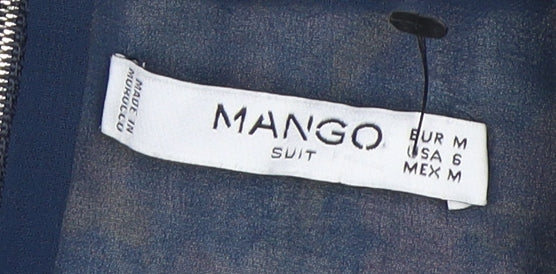 MADE IN
MOROCCO
MANGO
SUIT
EUR M
USA 6
MEX M